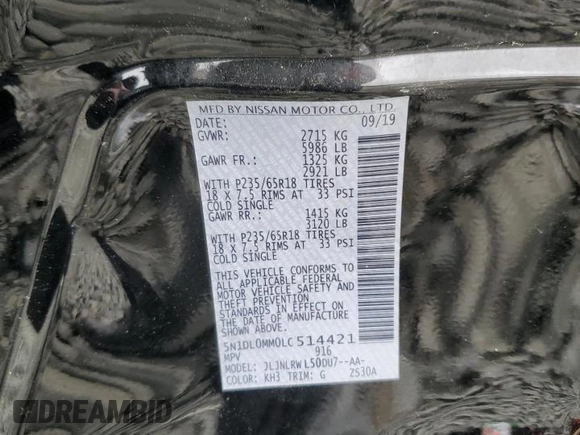 MFD BY NISSAN MOTOR CO., LTD.
DATE: 09/19
GVWR: 2715 KG
5986 LB
GAWR FR.: 1325 KG
2921 LB
WITH P235/65R18 TIRES
18 X 7.5 RIMS AT 33 PSI
COLD SINGLE
GAWR RR.: 1415 KG
3120 LB
WITH P235/65R18 TIRES
18 X 7.5 RIMS AT 33 PSI
COLD SINGLE
THIS VEHICLE CONFORMS TO
ALL APPLICABLE FEDERAL
MOTOR VEHICLE SAFETY AND
THEFT PREVENTION
STANDARDS IN EFFECT ON
THE DATE OF MANUFACTURE
SHOWN ABOVE.
5N1DL0MM0LC514421
MPV 916
MODEL: JLJNLRWL50DU7--AA-
COLOR: KH3 TRIM: G ZS30A
DREAMBID